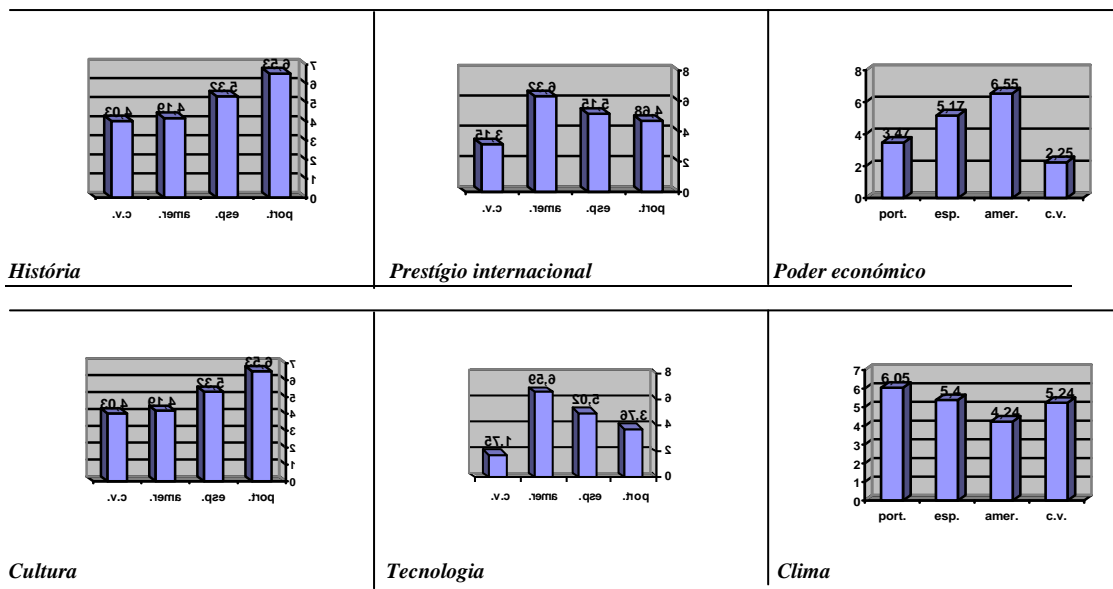 6.53
5.32
4.19
4.03
7
6
5
4
3
2
1
0
port.
esp.
amer.
c.v.
História
4.68
5.15
6.32
3.15
8
6
4
2
0
port.
esp.
amer.
c.v.
Prestígio internacional
8
6
4
2
0
3.47
5.17
6.55
2.25
port. esp. amer. c.v.
Poder económico
6.53
5.32
4.19
4.03
7
6
5
4
3
2
1
0
port.
esp.
amer.
c.v.
Cultura
3.76
5.02
6.59
1.75
8
6
4
2
0
port.
esp.
amer.
c.v.
Tecnologia
7
6
5
4
3
2
1
0
6.05
5.4
4.24
5.24
port. esp. amer. c.v.
Clima